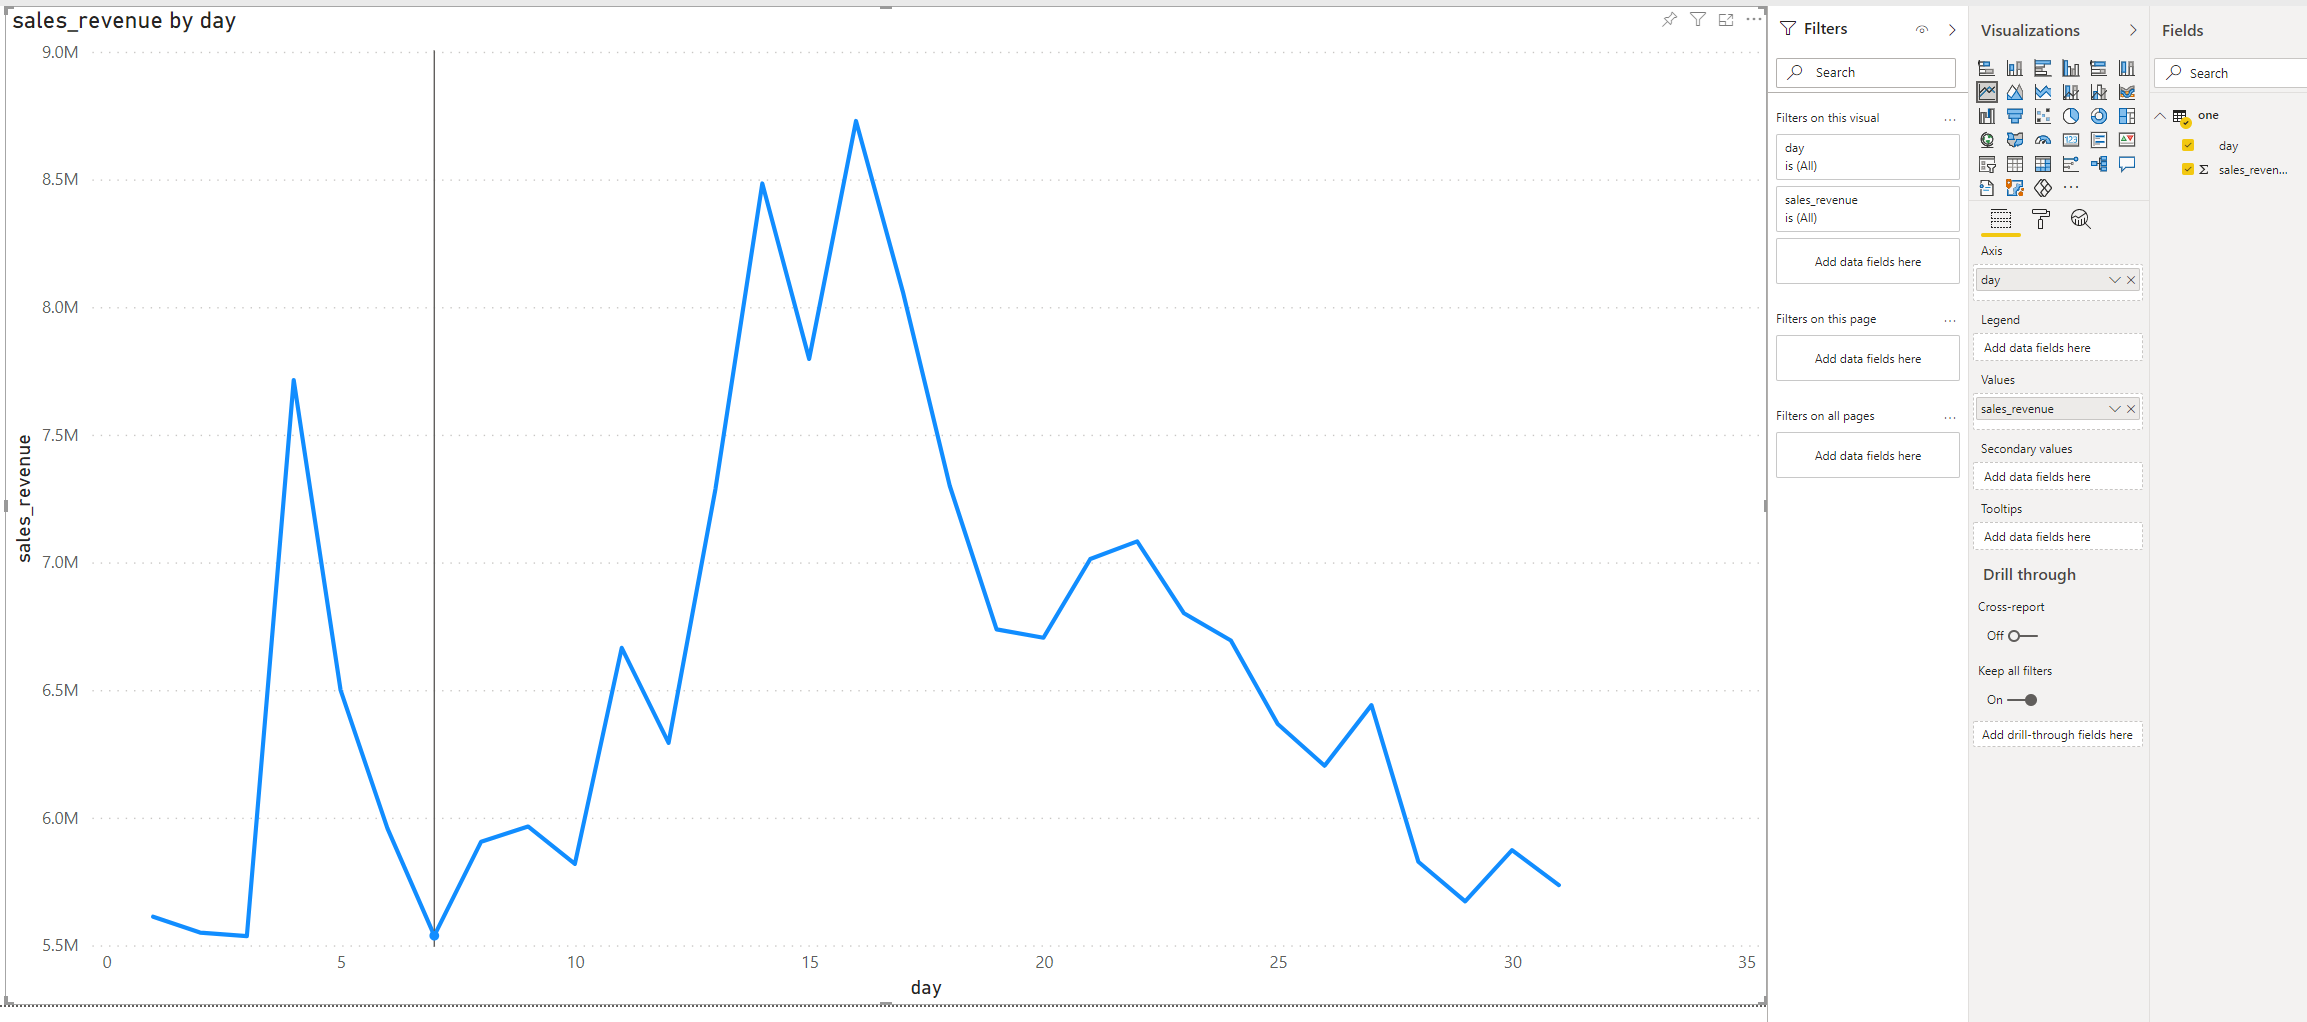 sales_revenue by day
9.0M
8.5M
8.0M
7.5M
7.0M
6.5M
6.0M
5.5M
sales_revenue
0 5 10 15 20 25 30 35
day
Filters
Search
Filters on this visual
day
is (All)
sales_revenue
is (All)
Add data fields here
Filters on this page
Add data fields here
Filters on all pages
Add data fields here
Visualizations
Axis
day
Legend
Add data fields here
Values
sales_revenue
Secondary values
Add data fields here
Tooltips
Add data fields here
Drill through
Cross-report
Off
Keep all filters
On
Add drill-through fields here
Fields
Search
one
day
Σ sales_reven...